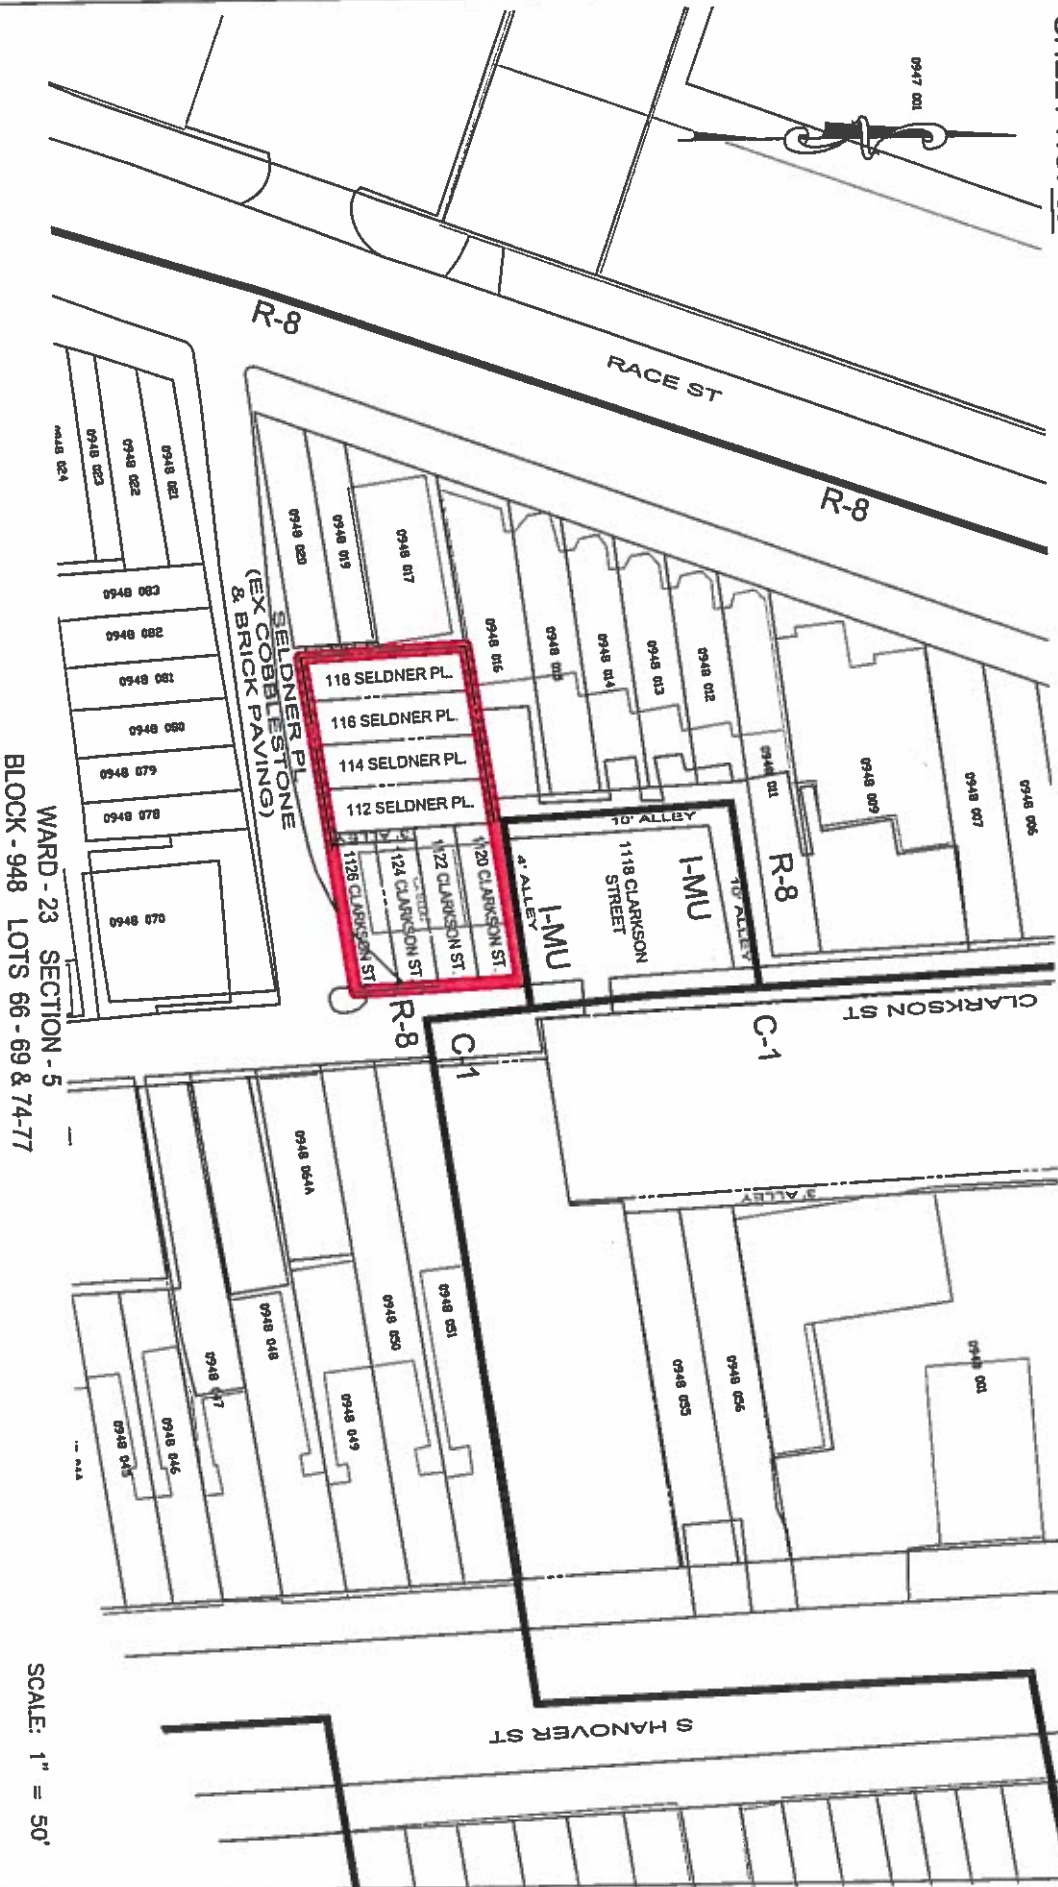 0947 001
R-8
RACE ST
R-8
0948 024
0948 023
0948 022
0948 021
0948 020
0948 019
0948 017
0948 016
0948 014
0948 013
0948 012
0948 011
0948 009
0948 007
0948 006
0948 083
0948 082
0948 081
0948 080
0948 079
0948 078
0948 070
SELDNER PL
(EX COBBLESTONE
& BRICK PAVING)
118 SELDNER PL.
116 SELDNER PL.
114 SELDNER PL.
112 SELDNER PL.
3' ALLEY
1126 CLARKSON ST.
1124 CLARKSON ST.
1122 CLARKSON ST.
1120 CLARKSON ST.
4' ALLEY
10' ALLEY
1118 CLARKSON
STREET
10' ALLEY
I-MU
I-MU
R-8
R-8
C-1
C-1
CLARKSON ST
3' ALLEY
0948 064A
0948 051
0948 050
0948 049
0948 048
0948 047
0948 046
0948 045
0948 055
0948 056
0948 001
S HANOVER ST
WARD - 23 SECTION - 5
BLOCK - 948 LOTS 66 - 69 & 74-77
SCALE: 1" = 50'